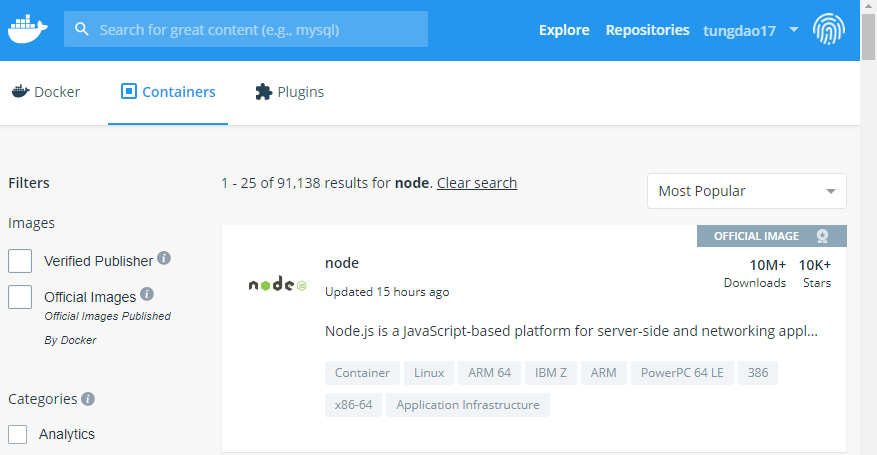 Search for great content (e.g., mysql)
Explore Repositories tungdao17
Docker Containers Plugins
Filters
1 - 25 of 91,138 results for node. Clear search
Most Popular
Images
Verified Publisher
Official Images
Official Images Published
By Docker
Categories
Analytics
OFFICIAL IMAGE
node
node
Updated 15 hours ago
10M+ 10K+
Downloads Stars
Node.js is a JavaScript-based platform for server-side and networking appl...
Container Linux ARM 64 IBM Z ARM PowerPC 64 LE 386
x86-64 Application Infrastructure